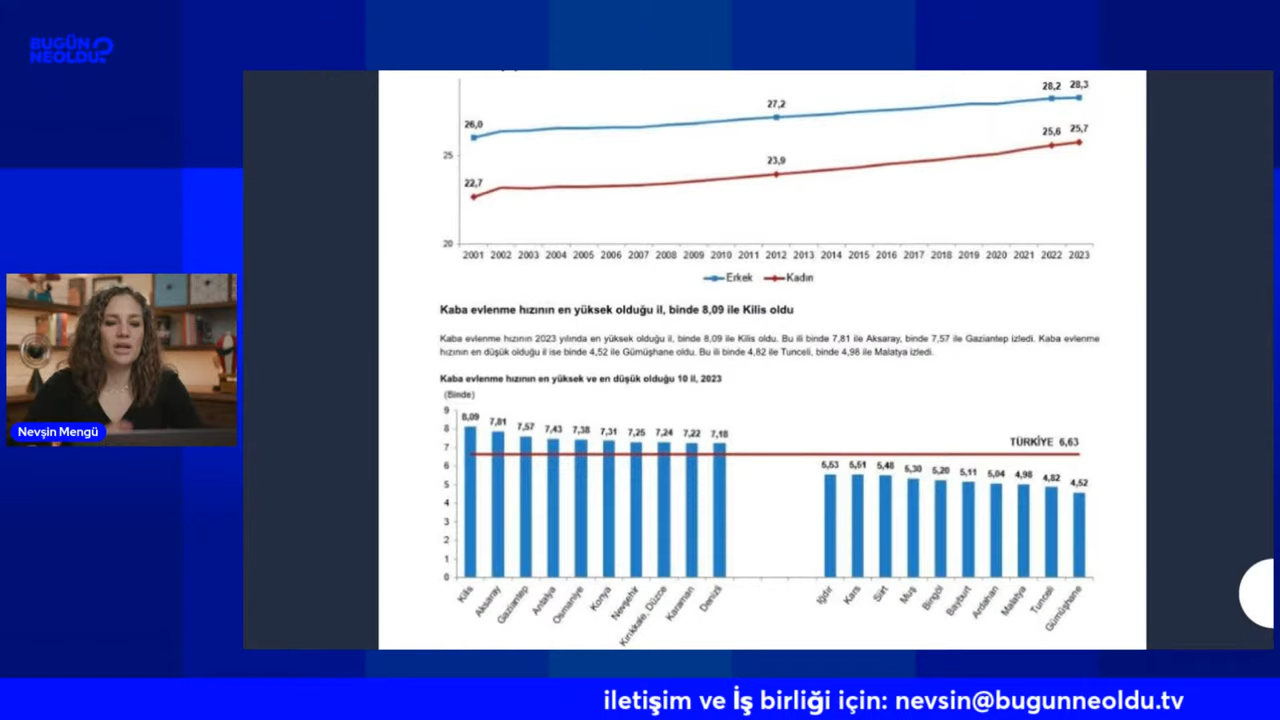 BUGÜN
NEOLDU?
28,2 28,3
27,2
26,0
25,6 25,7
25
23,9
22,7
20
2001 2002 2003 2004 2005 2006 2007 2008 2009 2010 2011 2012 2013 2014 2015 2016 2017 2018 2019 2020 2021 2022 2023
Erkek Kadın
Kaba evlenme hızının en yüksek olduğu il, binde 8,09 ile Kilis oldu
Kaba evlenme hızının 2023 yılında en yüksek olduğu il, binde 8,09 ile Kilis oldu. Bu ili binde 7,81 ile Aksaray, binde 7,57 ile Gaziantep izledi. Kaba evlenme
hızının en düşük olduğu il ise binde 4,52 ile Gümüşhane oldu. Bu ili binde 4,82 ile Tunceli, binde 4,98 ile Malatya izledi.
Kaba evlenme hızının en yüksek ve en düşük olduğu 10 il, 2023
(Binde)
9
8
7
6
5
4
3
2
1
0
8,09 7,81 7,57 7,43 7,38 7,31 7,25 7,24 7,22 7,18
TÜRKİYE 6,63
5,53 5,51 5,48 5,30 5,20 5,11 5,04 4,98 4,82 4,52
Kilis Aksaray Gaziantep Antalya Osmaniye Konya Nevşehir Kırıkkale, Düzce Karaman Denizli Iğdır Kars Siirt Muş Bingöl Bayburt Ardahan Malatya Tunceli Gümüşhane
Nevşin Mengü
iletişim ve İş birliği için: nevsin@bugunneoldu.tv